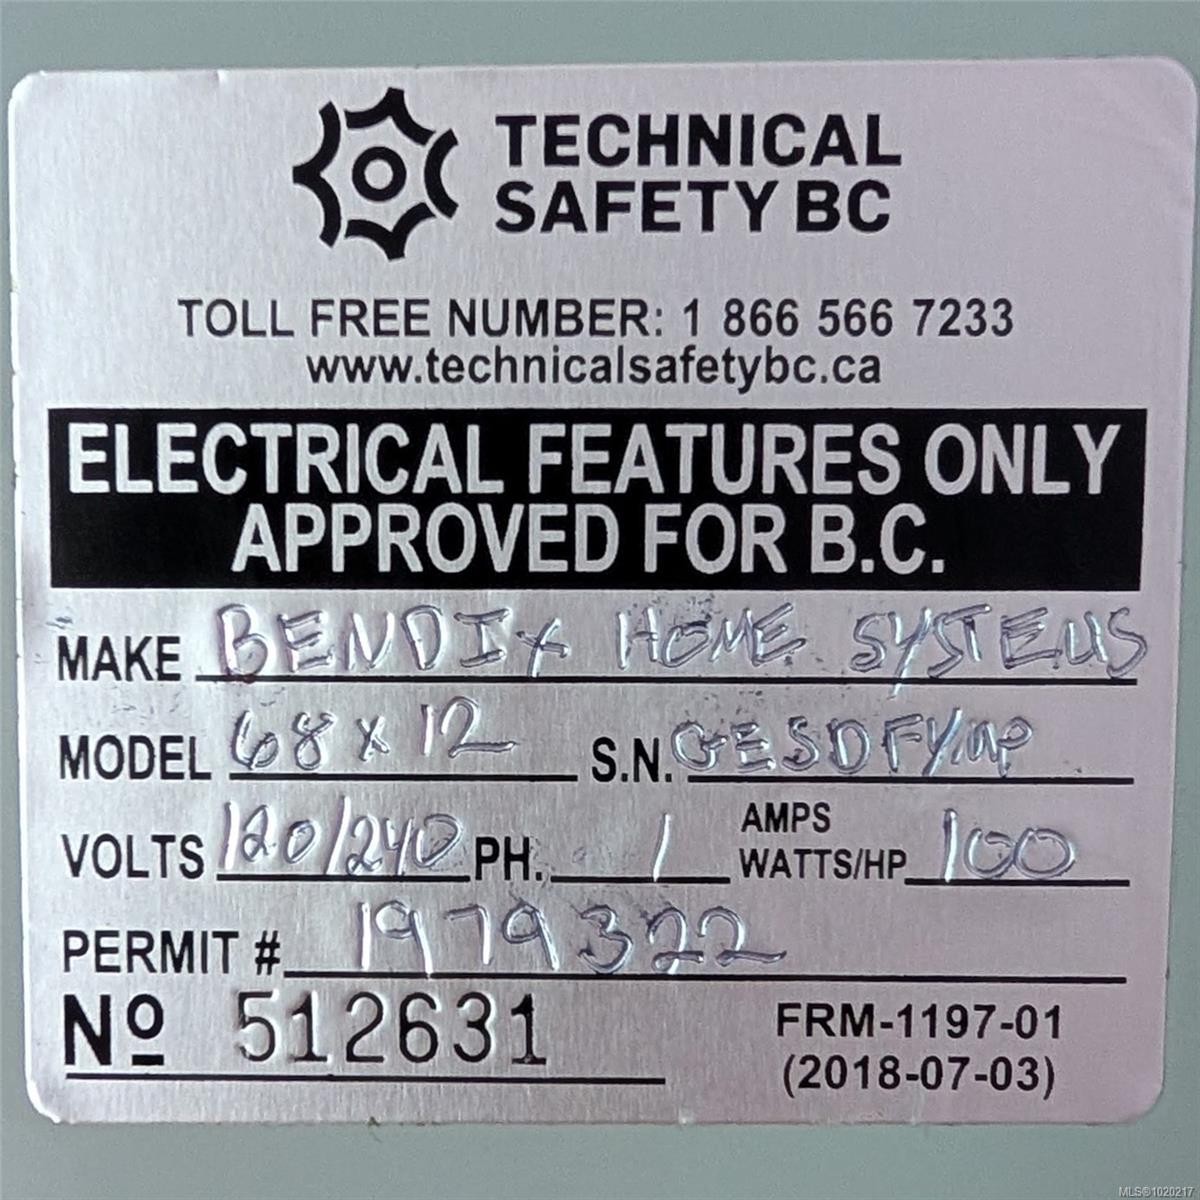 TECHNICAL
SAFETY BC
TOLL FREE NUMBER: 1 866 566 7233
www.technicalsafetybc.ca
ELECTRICAL FEATURES ONLY
APPROVED FOR B.C.
MAKE BENDIX HOME SYSTEMS
MODEL 68 x 12 S.N.
VOLTS 120/240 PH. 1 AMPS WATTS/HP 100
PERMIT # 1979322
Nº 512631
FRM-1197-01
(2018-07-03)
MLS®1020217